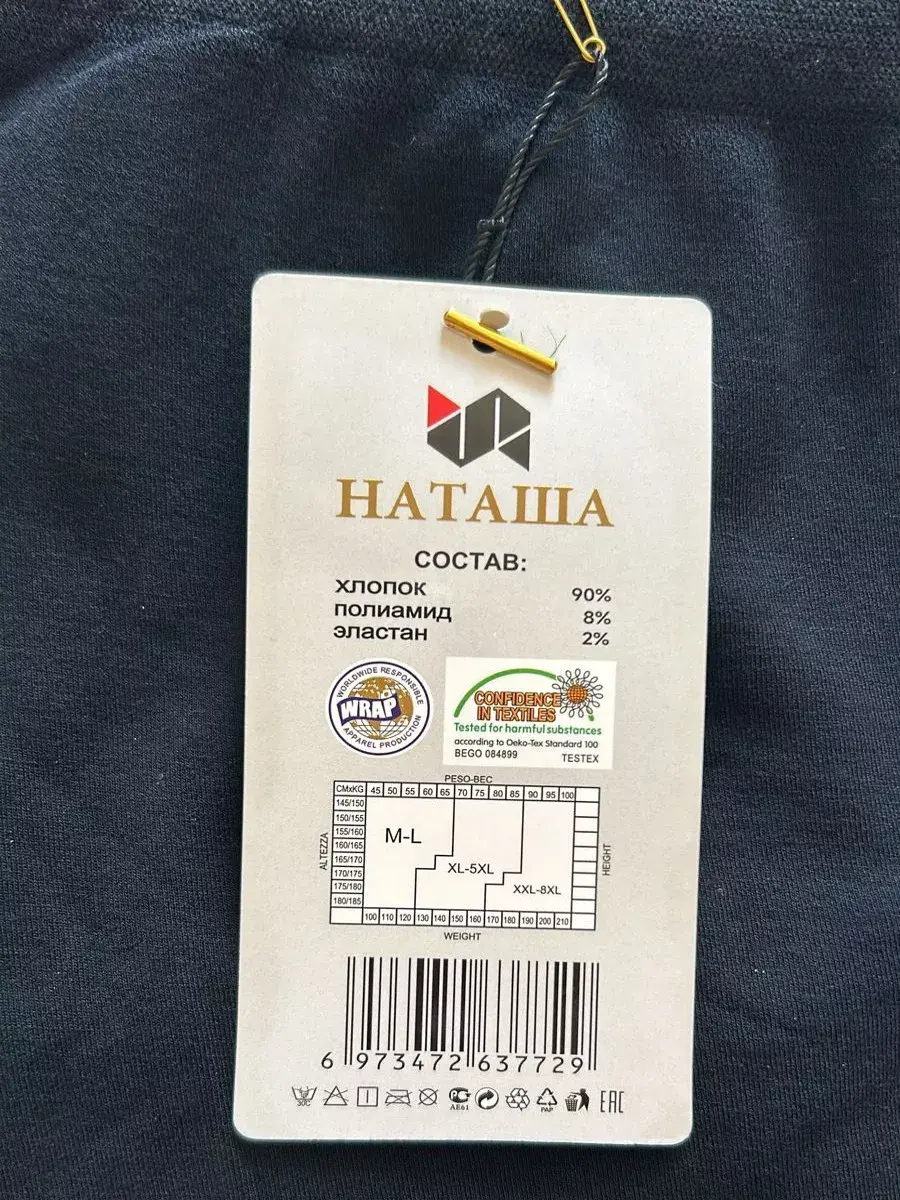 НАТАША
СОСТАВ:
ХЛОПОК 90%
ПОЛИАМИД 8%
ЭЛАСТАН 2%
WORLDWIDE RESPONSIBLE
WRAP
APPAREL PRODUCTION
CONFIDENCE
IN TEXTILES
Tested for harmful substances
according to Oeko-Tex Standard 100
BEGO 084899 TESTEX
PESO-ВЕС
CMxKG 45 50 55 60 65 70 75 80 85 90 95 100
145/150
150/155
155/160
160/165
165/170
170/175
175/180
180/185
ALTEZZA
M-L
XL-5XL
XXL-8XL
HEIGHT
100 110 120 130 140 150 160 170 180 190 200 210
WEIGHT
6 973472 637729
30C
АЕ61
PAP
EAC